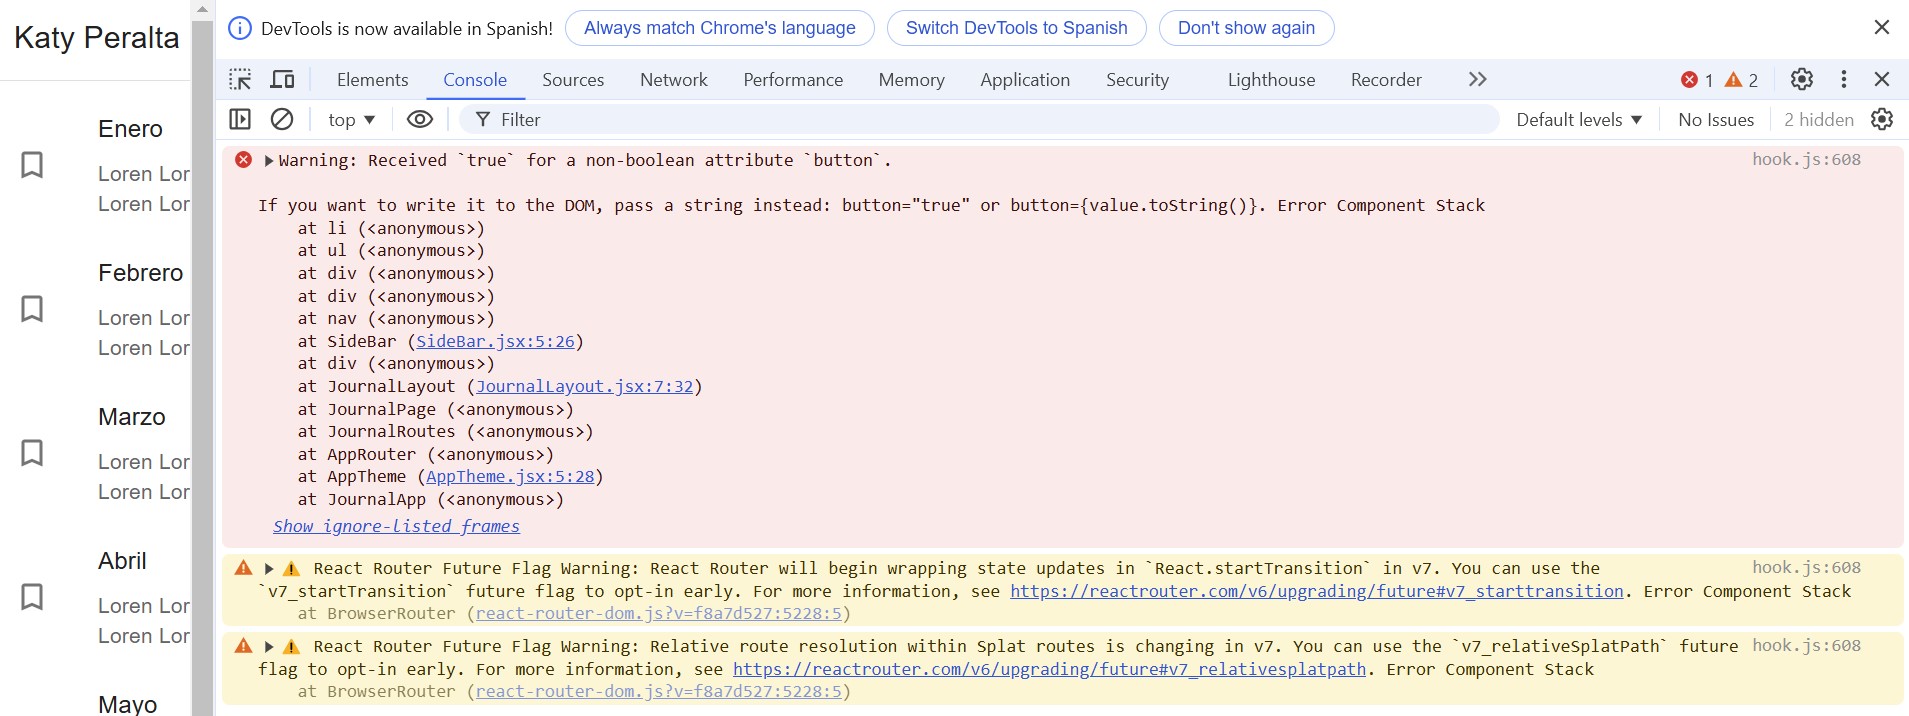 Katy Peralta
Enero
Loren Lor
Loren Lor
Febrero
Loren Lor
Loren Lor
Marzo
Loren Lor
Loren Lor
Abril
Loren Lor
Loren Lor
Mayo
DevTools is now available in Spanish! Always match Chrome's language Switch DevTools to Spanish Don't show again
Elements Console Sources Network Performance Memory Application Security Lighthouse Recorder 1 2
top Filter Default levels No Issues 2 hidden
Warning: Received `true` for a non-boolean attribute `button`. hook.js:608
If you want to write it to the DOM, pass a string instead: button="true" or button={value.toString()}. Error Component Stack
at li (<anonymous>)
at ul (<anonymous>)
at div (<anonymous>)
at div (<anonymous>)
at nav (<anonymous>)
at SideBar (SideBar.jsx:5:26)
at div (<anonymous>)
at JournalLayout (JournalLayout.jsx:7:32)
at JournalPage (<anonymous>)
at JournalRoutes (<anonymous>)
at AppRouter (<anonymous>)
at AppTheme (AppTheme.jsx:5:28)
at JournalApp (<anonymous>)
Show ignore-listed frames
React Router Future Flag Warning: React Router will begin wrapping state updates in `React.startTransition` in v7. You can use the hook.js:608
`v7_startTransition` future flag to opt-in early. For more information, see https://reactrouter.com/v6/upgrading/future#v7_starttransition. Error Component Stack
at BrowserRouter (react-router-dom.js?v=f8a7d527:5228:5)
React Router Future Flag Warning: Relative route resolution within Splat routes is changing in v7. You can use the `v7_relativeSplatPath` future hook.js:608
flag to opt-in early. For more information, see https://reactrouter.com/v6/upgrading/future#v7_relativesplatpath. Error Component Stack
at BrowserRouter (react-router-dom.js?v=f8a7d527:5228:5)